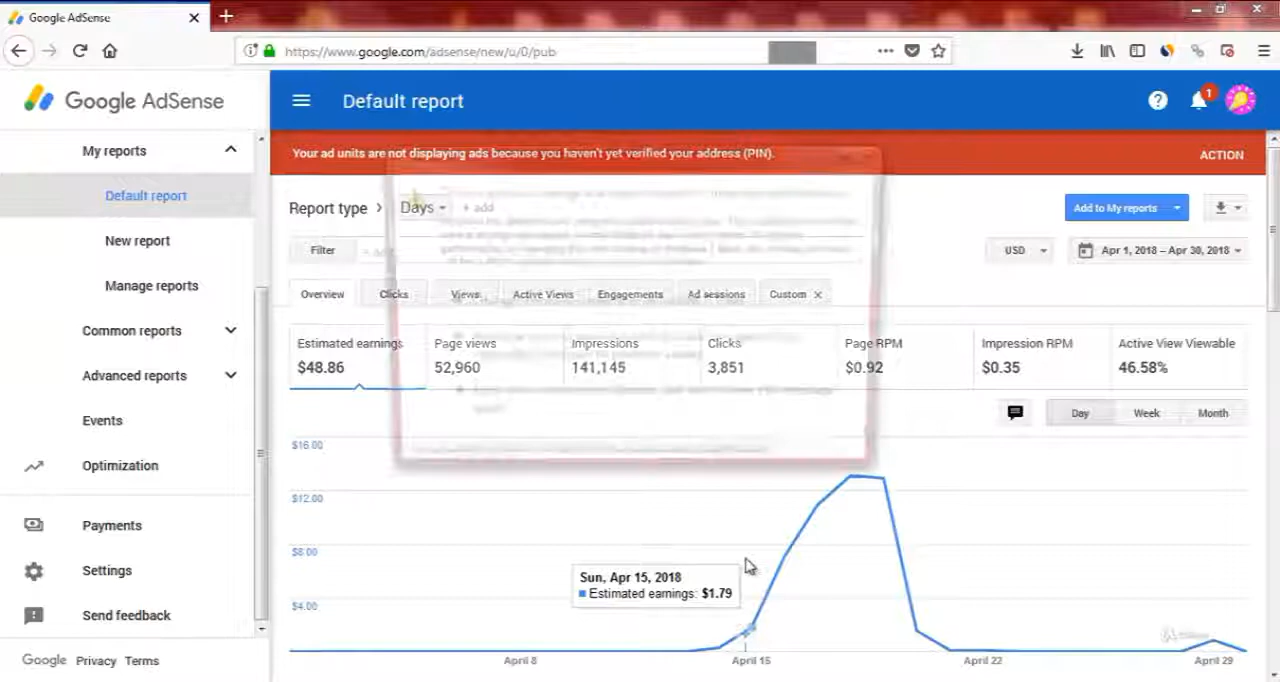 Google AdSense
https://www.google.com/adsense/new/u/0/pub
Google AdSense
Default report
1
My reports
Default report
New report
Manage reports
Common reports
Advanced reports
Events
Optimization
Payments
Settings
Send feedback
Google Privacy Terms
Your ad units are not displaying ads because you haven't yet verified your address (PIN).
ACTION
Report type > Days + add
Add to My reports
Filter + add
USD
Apr 1, 2018 – Apr 30, 2018
Overview Clicks Views Active Views Engagements Ad sessions Custom
Estimated earnings Page views Impressions Clicks Page RPM Impression RPM Active View Viewable
$48.86 52,960 141,145 3,851 $0.92 $0.35 46.58%
Day Week Month
$16.00
$12.00
$8.00
$4.00
Sun, Apr 15, 2018
Estimated earnings: $1.79
April 8 April 15 April 22 April 29